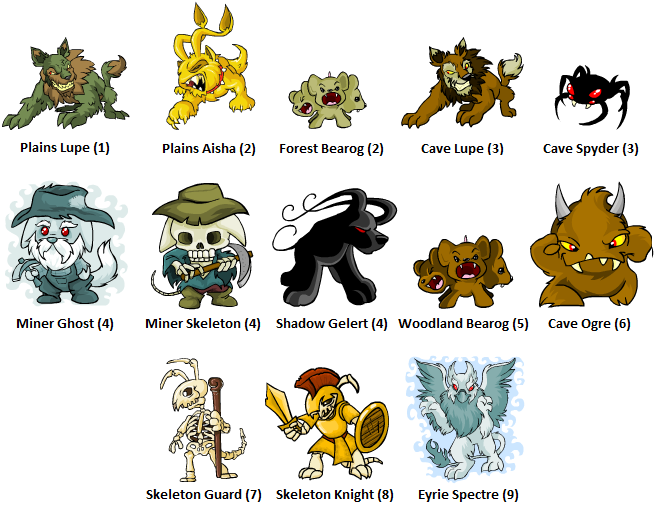 Plains Lupe (1)
Plains Aisha (2)
Forest Bearog (2)
Cave Lupe (3)
Cave Spyder (3)
Miner Ghost (4)
Miner Skeleton (4)
Shadow Gelert (4)
Woodland Bearog (5)
Cave Ogre (6)
Skeleton Guard (7)
Skeleton Knight (8)
Eyrie Spectre (9)